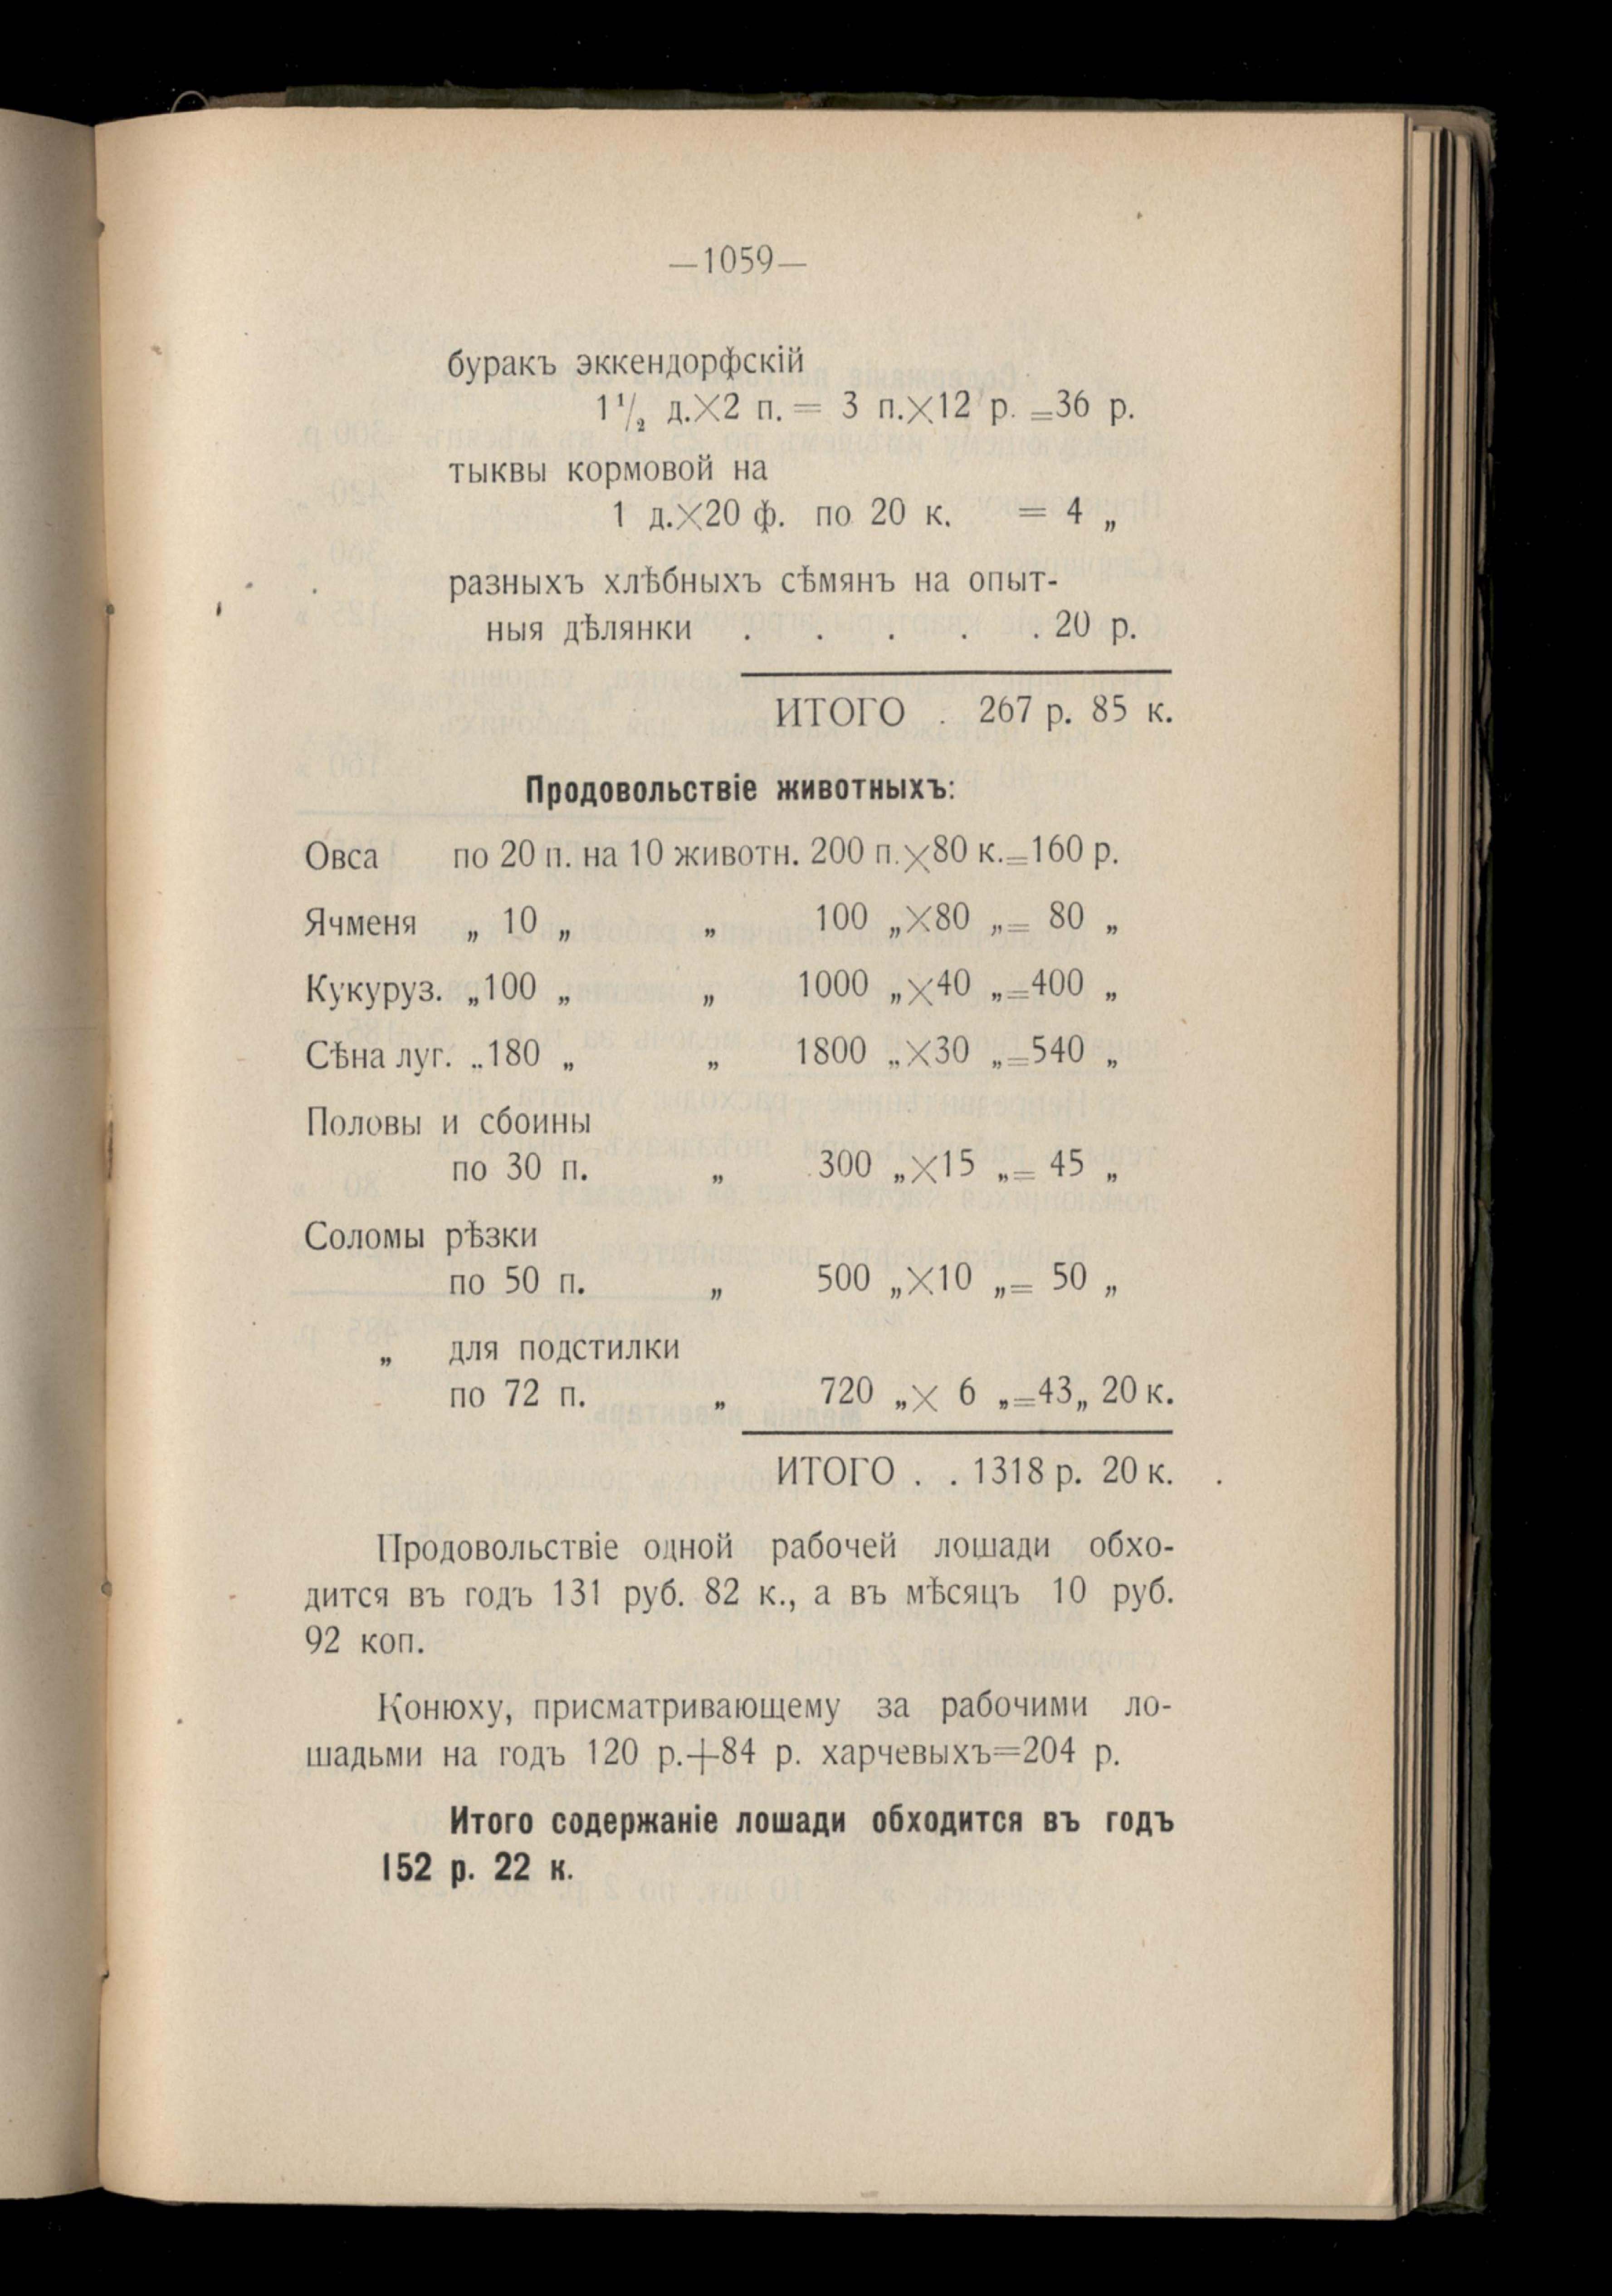 —1059—
буракъ эккендорфскій
1 1/2 д.×2 п. = 3 п.×12 р. =36 р.
тыквы кормовой на
1 д.×20 ф. по 20 к. = 4 „
разныхъ хлѣбныхъ сѣмянъ на опыт-
ныя дѣлянки . . . . . 20 р.
ИТОГО . 267 р. 85 к.
Продовольствіе животныхъ:
Овса по 20 п. на 10 животн. 200 п.×80 к.=160 р.
Ячменя „ 10 „ „ 100 „×80 „= 80 „
Кукуруз. „100 „ „ 1000 „×40 „=400 „
Сѣна луг. „180 „ „ 1800 „×30 „=540 „
Половы и сбоины
по 30 п. „ 300 „×15 „= 45 „
Соломы рѣзки
по 50 п. „ 500 „×10 „= 50 „
„ для подстилки
по 72 п. „ 720 „× 6 „=43„ 20 к.
ИТОГО . . 1318 р. 20 к.
Продовольствіе одной рабочей лошади обхо-
дится въ годъ 131 руб. 82 к., а въ мѣсяцъ 10 руб.
92 коп.
Конюху, присматривающему за рабочими ло-
шадьми на годъ 120 р.+84 р. харчевыхъ=204 р.
Итого содержаніе лошади обходится въ годъ
152 р. 22 к.